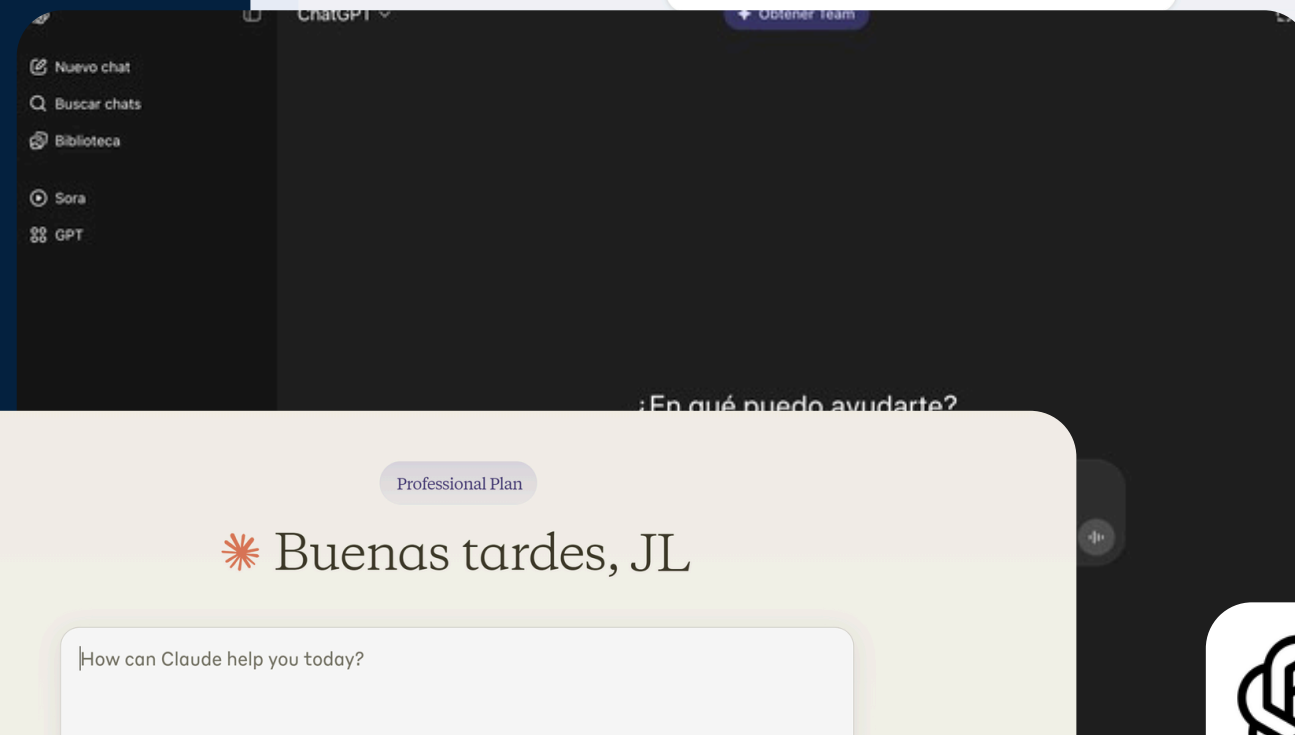 ChatGPT
Obtener Team
Nuevo chat
Buscar chats
Biblioteca
Sora
GPT
¿En qué puedo ayudarte?
Professional Plan
Buenas tardes, JL
How can Claude help you today?